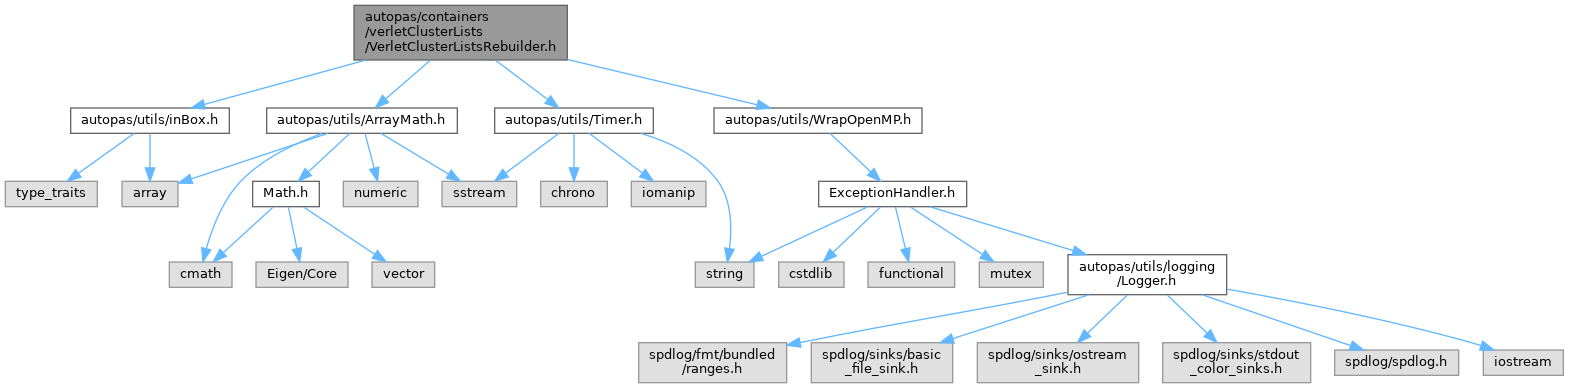 autopas/containers
/verletClusterLists
/VerletClusterListsRebuilder.h
autopas/utils/inBox.h
autopas/utils/ArrayMath.h
autopas/utils/Timer.h
autopas/utils/WrapOpenMP.h
type_traits
array
Math.h
numeric
sstream
chrono
iomanip
ExceptionHandler.h
cmath
Eigen/Core
vector
string
cstdlib
functional
mutex
autopas/utils/logging
/Logger.h
spdlog/fmt/bundled
/ranges.h
spdlog/sinks/basic
_file_sink.h
spdlog/sinks/ostream
_sink.h
spdlog/sinks/stdout
_color_sinks.h
spdlog/spdlog.h
iostream